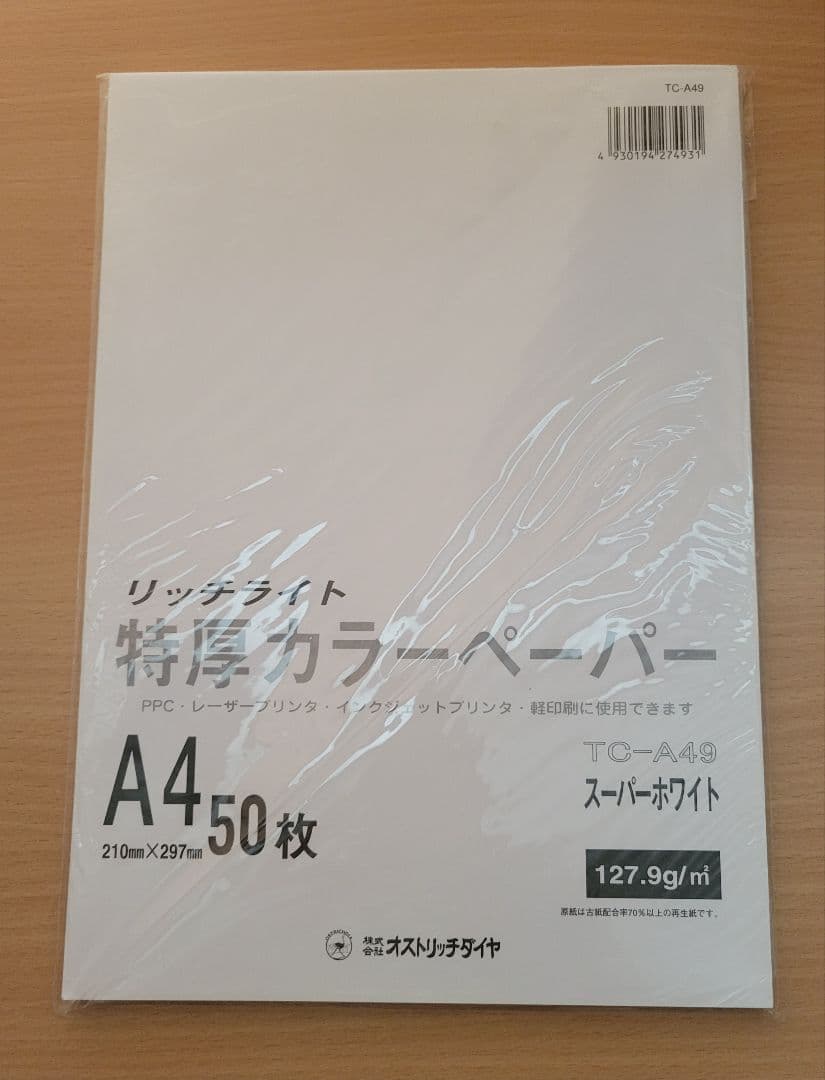 TC-A49
4 930194 274931
リッチライト
特厚カラーペーパー
PPC・レーザープリンタ・インクジェットプリンタ・軽印刷に使用できます
TC-A49
スーパーホワイト
A4 50枚
210mm×297mm
127.9g/㎡
原紙は古紙配合率70%以上の再生紙です。
株式会社 オストリッチダイヤ